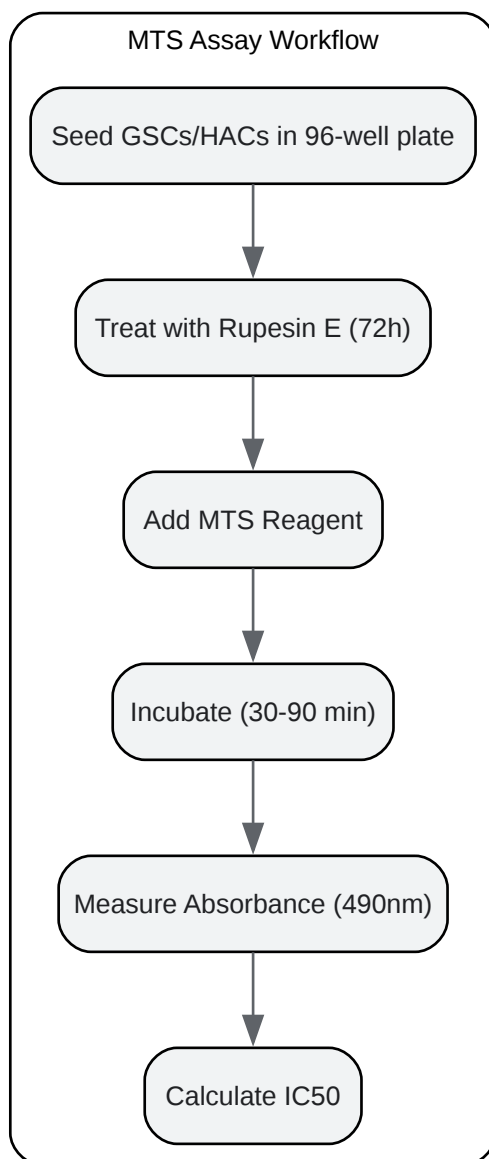 MTS Assay Workflow
Seed GSCs/HACs in 96-well plate
Treat with Rupesin E (72h)
Add MTS Reagent
Incubate (30-90 min)
Measure Absorbance (490nm)
Calculate IC50